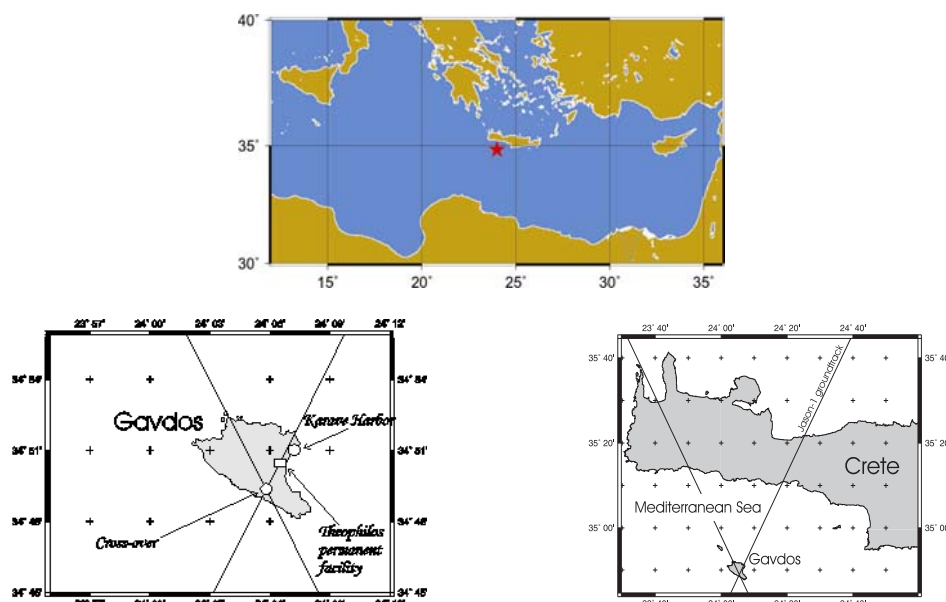 40°
35°
30°
15° 20° 25° 30° 35°
23° 57' 24° 00' 24° 03' 24° 06' 24° 09' 24° 12'
34° 54' 34° 54'
Gavdos
Karave Harbor
34° 51' 34° 51'
34° 48' 34° 48'
Cross-over
Theophilos
permanent
facility
34° 45' 34° 45'
23° 40' 24° 00' 24° 20' 24° 40'
35° 40' 35° 40'
Jason-1 groundtrack
35° 20' 35° 20'
Crete
Mediterranean Sea
35° 00' 35° 00'
Gavdos